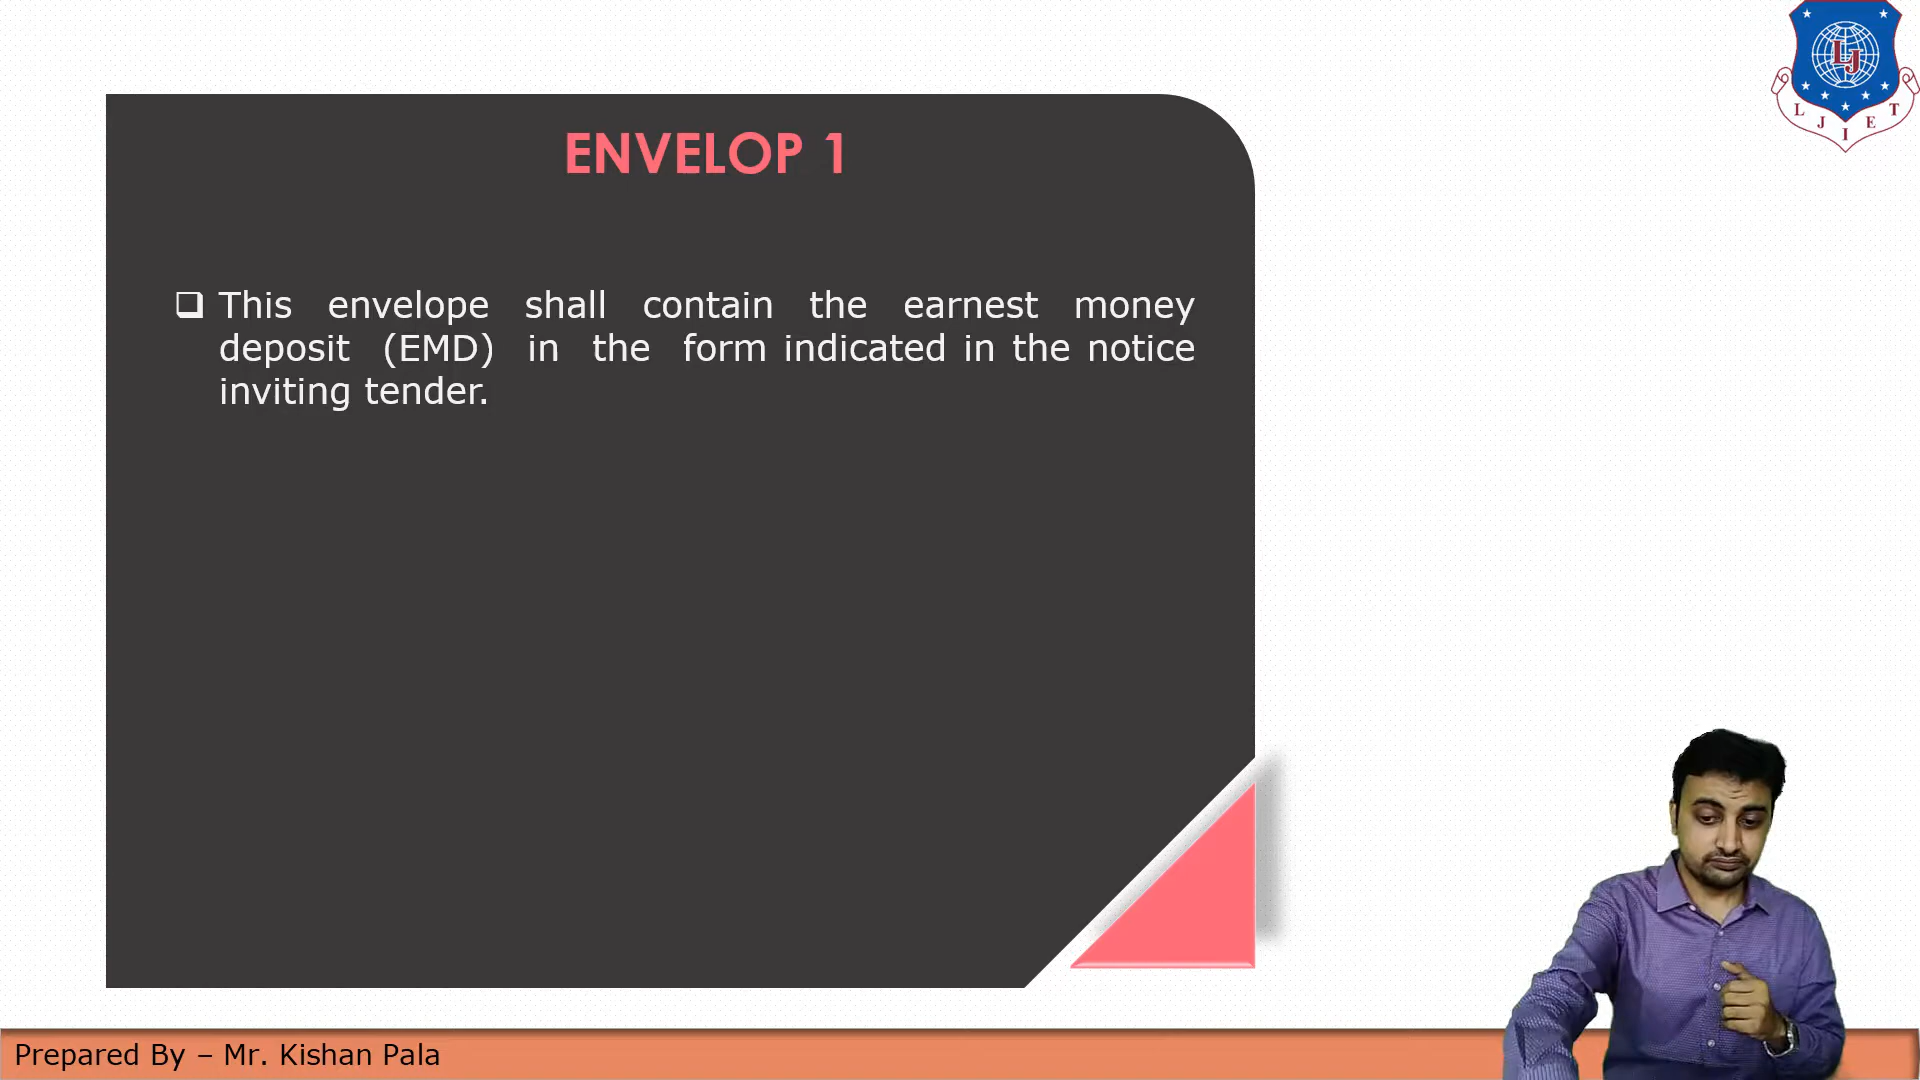 LJ
L J I E T
ENVELOP 1
This envelope shall contain the earnest money
deposit (EMD) in the form indicated in the notice
inviting tender.
Prepared By – Mr. Kishan Pala